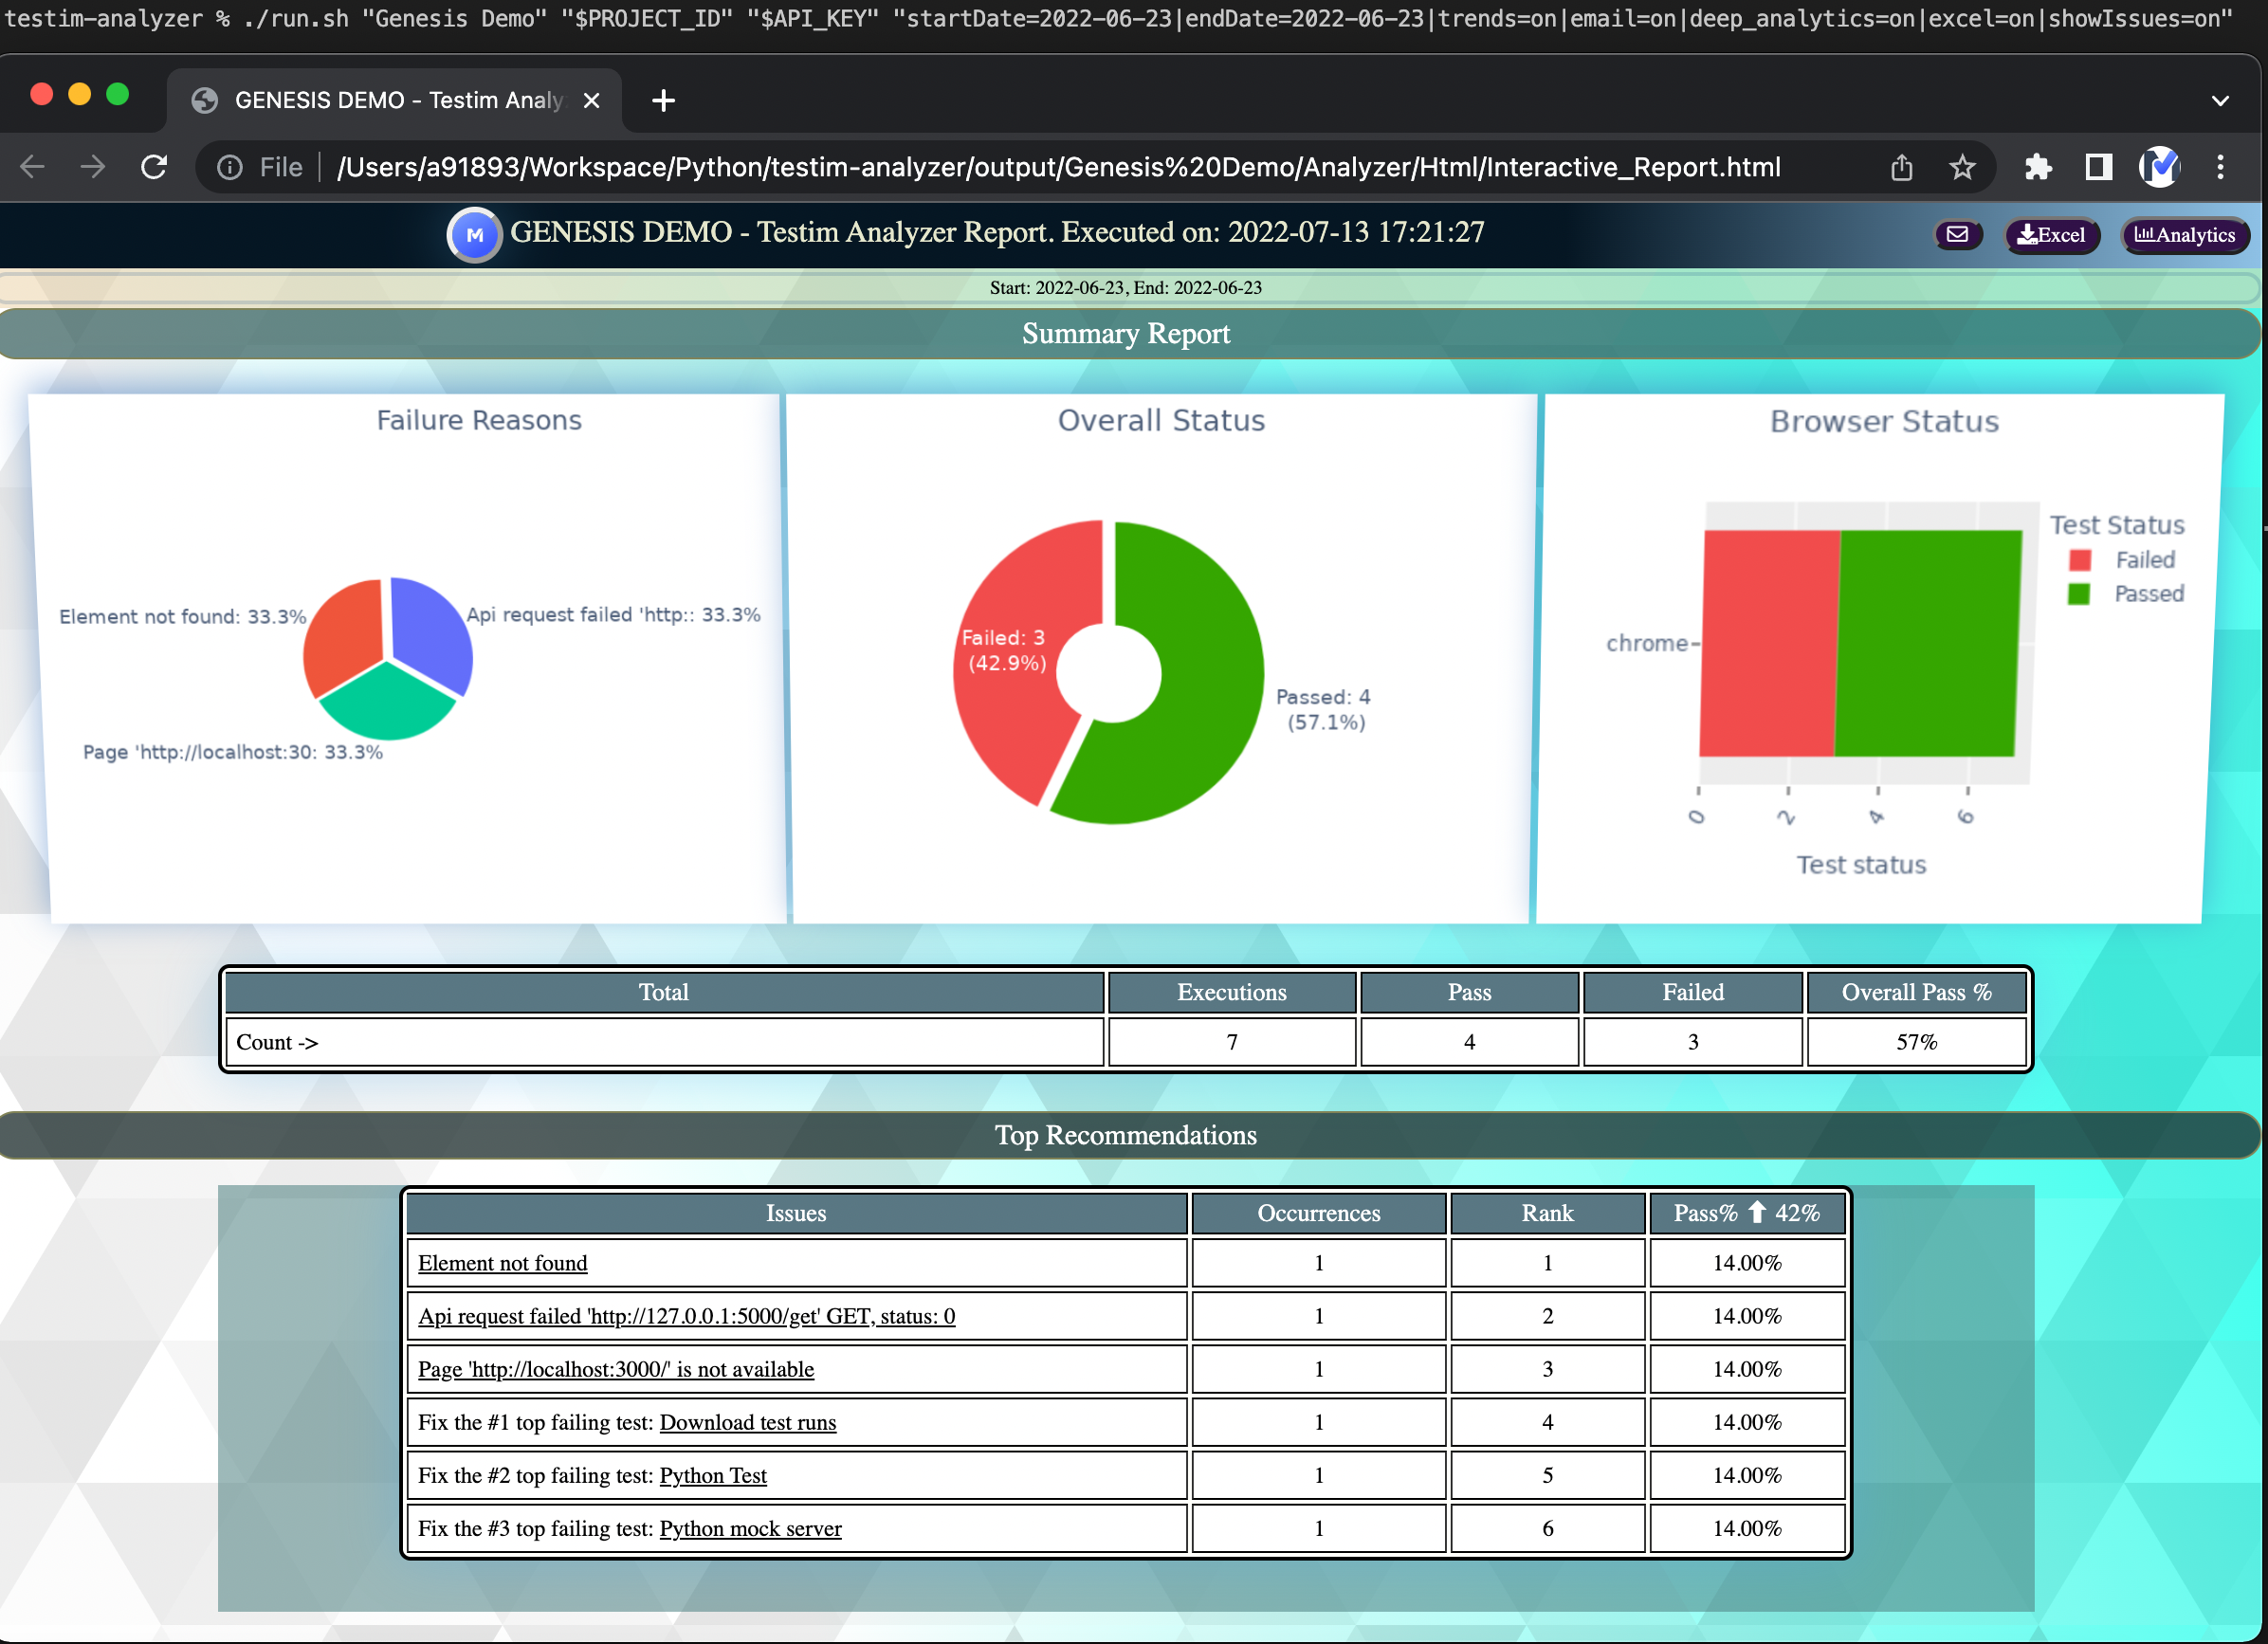 testim-analyzer % ./run.sh "Genesis Demo" "$PROJECT_ID" "$API_KEY" "startDate=2022-06-23|endDate=2022-06-23|trends=on|email=on|deep_analytics=on|excel=on|showIssues=on"
GENESIS DEMO - Testim Analy
File /Users/a91893/Workspace/Python/testim-analyzer/output/Genesis%20Demo/Analyzer/Html/Interactive_Report.html
M GENESIS DEMO - Testim Analyzer Report. Executed on: 2022-07-13 17:21:27 Excel Analytics
Start: 2022-06-23, End: 2022-06-23
Summary Report
Failure Reasons
Element not found: 33.3%
Api request failed 'http:: 33.3%
Page 'http://localhost:30: 33.3%
Overall Status
Failed: 3
(42.9%)
Passed: 4
(57.1%)
Browser Status
Test Status
Failed
Passed
chrome
0 2 4 6
Test status
Total Executions Pass Failed Overall Pass %
Count -> 7 4 3 57%
Top Recommendations
Issues Occurrences Rank Pass% ⬆ 42%
Element not found 1 1 14.00%
Api request failed 'http://127.0.0.1:5000/get' GET, status: 0 1 2 14.00%
Page 'http://localhost:3000/' is not available 1 3 14.00%
Fix the #1 top failing test: Download test runs 1 4 14.00%
Fix the #2 top failing test: Python Test 1 5 14.00%
Fix the #3 top failing test: Python mock server 1 6 14.00%